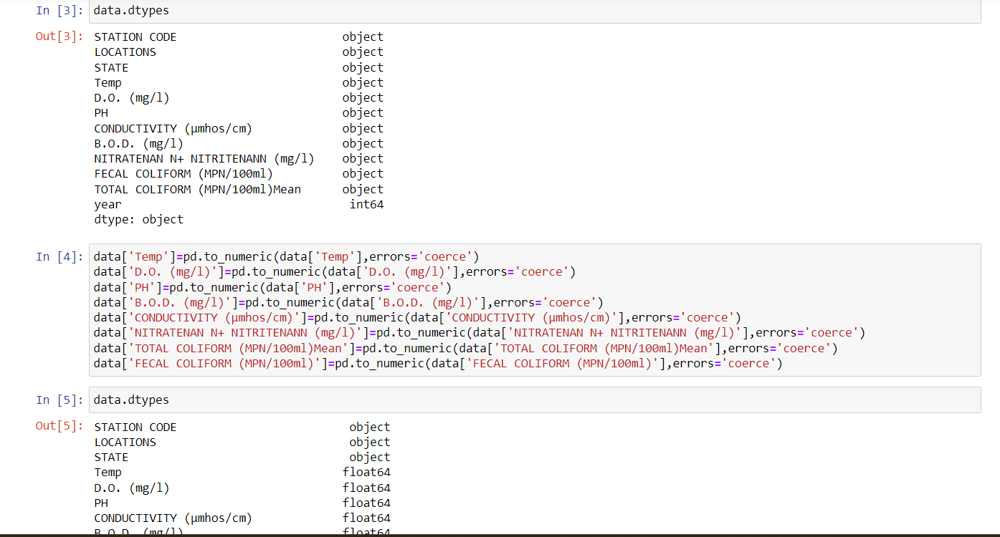 In [3]: data.dtypes
Out[3]: STATION CODE object
LOCATIONS object
STATE object
Temp object
D.O. (mg/l) object
PH object
CONDUCTIVITY (µmhos/cm) object
B.O.D. (mg/l) object
NITRATENAN N+ NITRITENANN (mg/l) object
FECAL COLIFORM (MPN/100ml) object
TOTAL COLIFORM (MPN/100ml)Mean object
year int64
dtype: object
In [4]: data['Temp']=pd.to_numeric(data['Temp'],errors='coerce')
data['D.O. (mg/l)']=pd.to_numeric(data['D.O. (mg/l)'],errors='coerce')
data['PH']=pd.to_numeric(data['PH'],errors='coerce')
data['B.O.D. (mg/l)']=pd.to_numeric(data['B.O.D. (mg/l)'],errors='coerce')
data['CONDUCTIVITY (µmhos/cm)']=pd.to_numeric(data['CONDUCTIVITY (µmhos/cm)'],errors='coerce')
data['NITRATENAN N+ NITRITENANN (mg/l)']=pd.to_numeric(data['NITRATENAN N+ NITRITENANN (mg/l)'],errors='coerce')
data['TOTAL COLIFORM (MPN/100ml)Mean']=pd.to_numeric(data['TOTAL COLIFORM (MPN/100ml)Mean'],errors='coerce')
data['FECAL COLIFORM (MPN/100ml)']=pd.to_numeric(data['FECAL COLIFORM (MPN/100ml)'],errors='coerce')
In [5]: data.dtypes
Out[5]: STATION CODE object
LOCATIONS object
STATE object
Temp float64
D.O. (mg/l) float64
PH float64
CONDUCTIVITY (µmhos/cm) float64
B.O.D. (mg/l) float64